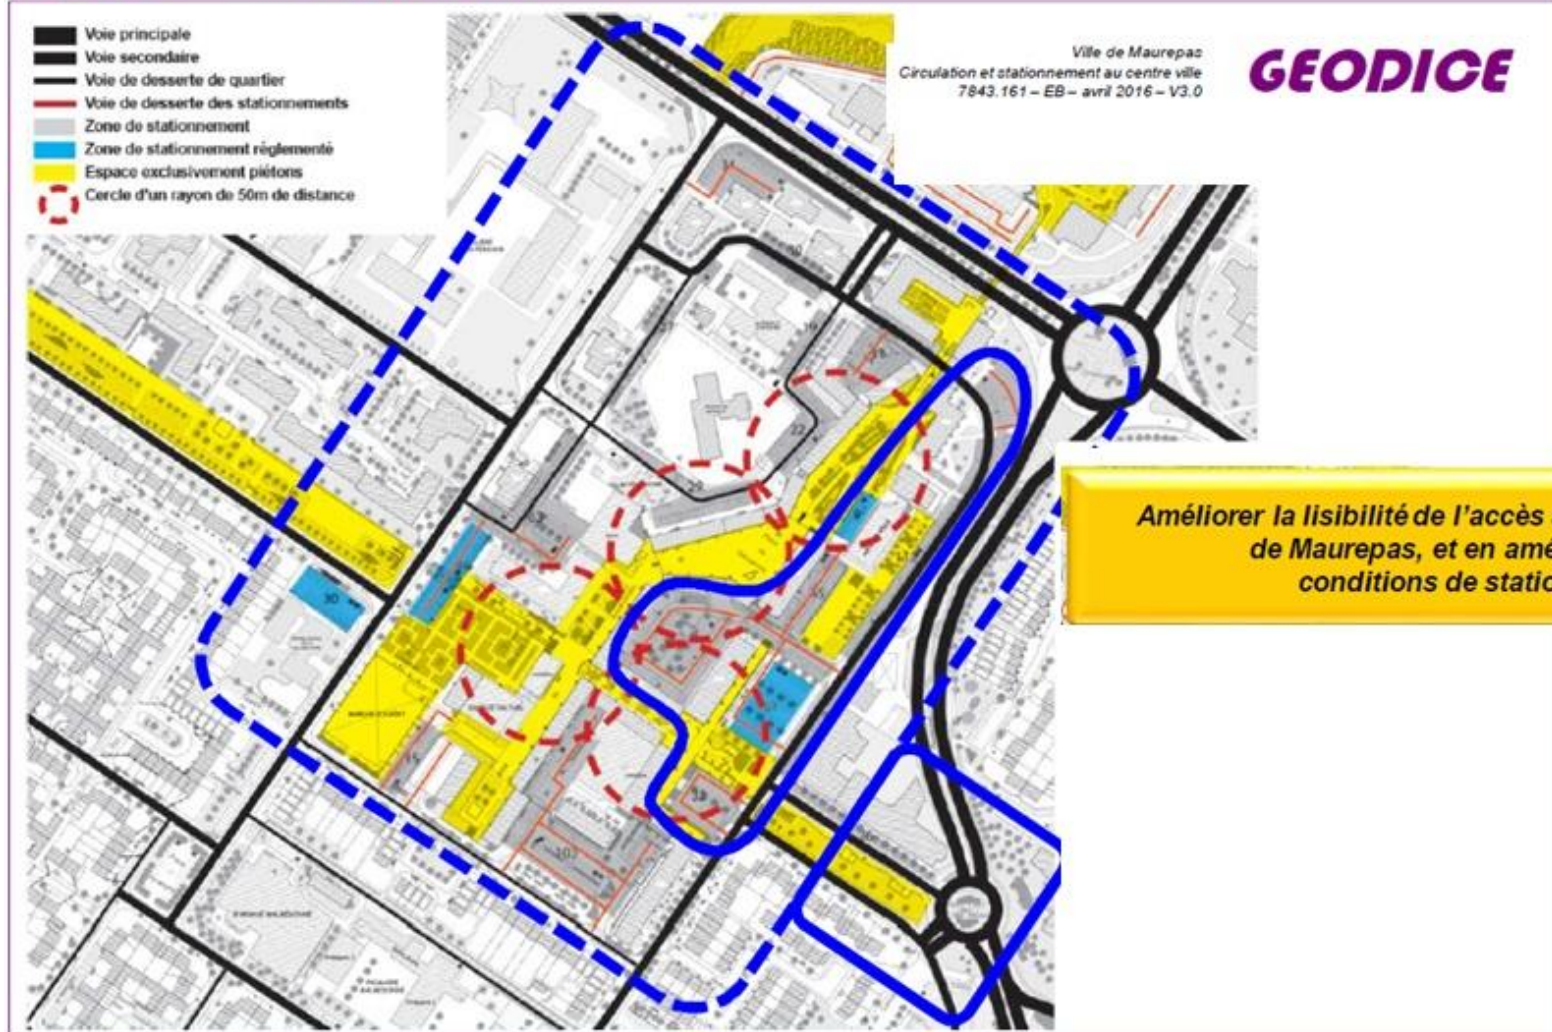 Voie principale
Voie secondaire
Voie de desserte de quartier
Voie de desserte des stationnements
Zone de stationnement
Zone de stationnement réglementé
Espace exclusivement piétons
Cercle d'un rayon de 50m de distance
Ville de Maurepas
Circulation et stationnement au centre ville
7843.161 – EB – avril 2016 – V3.0
GEODICE
Améliorer la lisibilité de l'accès
de Maurepas, et en amé
conditions de statio
22
30